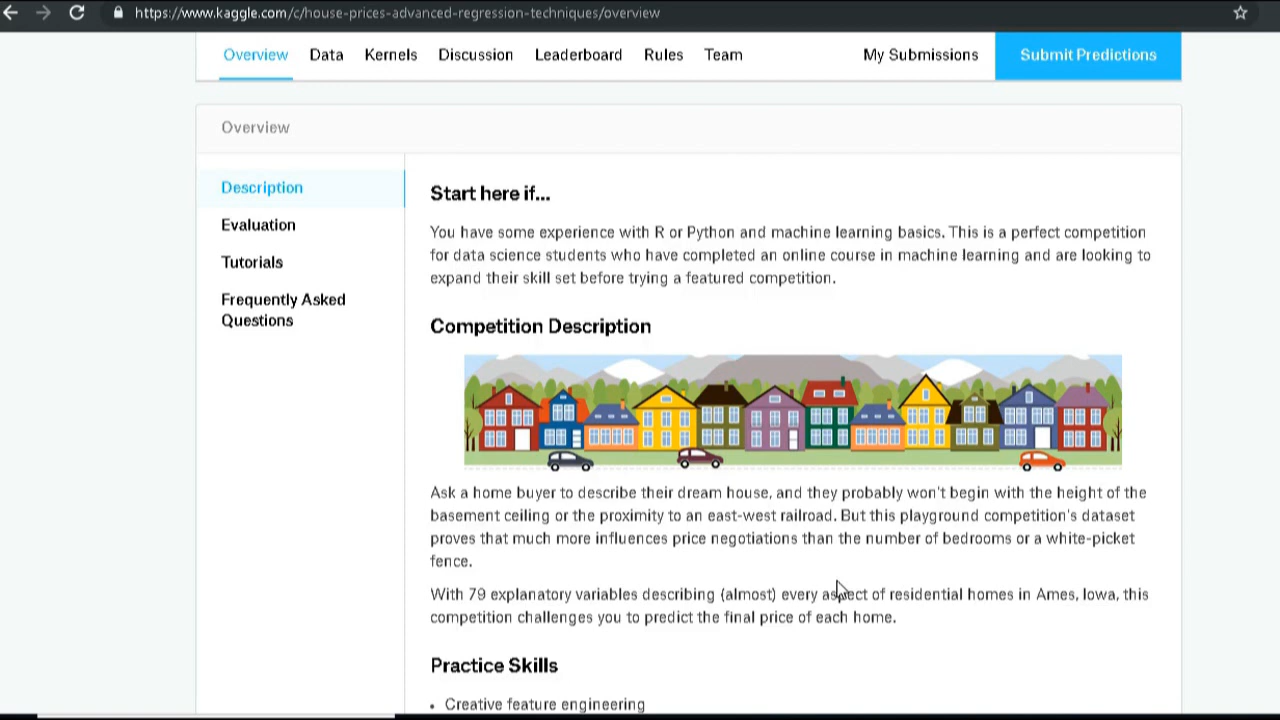 https://www.kaggle.com/c/house-prices-advanced-regression-techniques/overview
Overview Data Kernels Discussion Leaderboard Rules Team My Submissions Submit Predictions
Overview
Description
Evaluation
Tutorials
Frequently Asked
Questions
Start here if...
You have some experience with R or Python and machine learning basics. This is a perfect competition
for data science students who have completed an online course in machine learning and are looking to
expand their skill set before trying a featured competition.
Competition Description
Ask a home buyer to describe their dream house, and they probably won't begin with the height of the
basement ceiling or the proximity to an east-west railroad. But this playground competition's dataset
proves that much more influences price negotiations than the number of bedrooms or a white-picket
fence.
With 79 explanatory variables describing (almost) every aspect of residential homes in Ames, Iowa, this
competition challenges you to predict the final price of each home.
Practice Skills
• Creative feature engineering